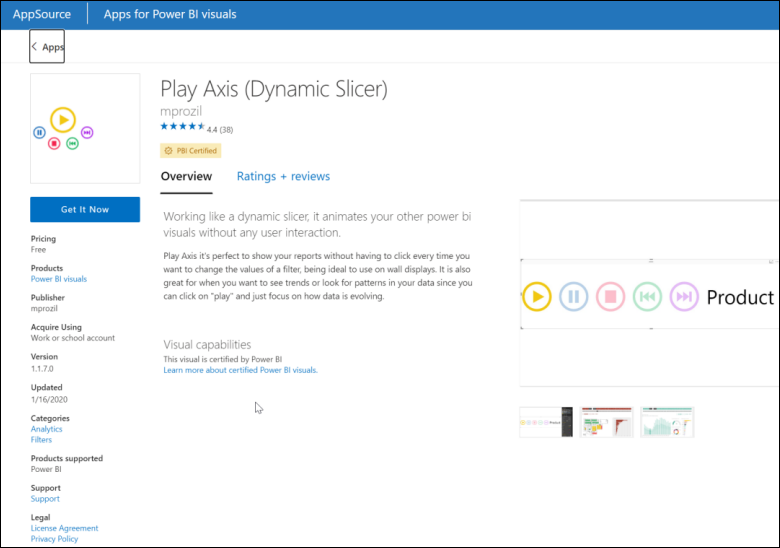 AppSource
Apps for Power BI visuals
Apps
Play Axis (Dynamic Slicer)
mprozil
4.4 (38)
PBI Certified
Overview
Ratings + reviews
Get It Now
Working like a dynamic slicer, it animates your other power bi
visuals without any user interaction.
Play Axis it's perfect to show your reports without having to click every time you
want to change the values of a filter, being ideal to use on wall displays. It is also
great for when you want to see trends or look for patterns in your data since you
can click on "play" and just focus on how data is evolving.
Visual capabilities
This visual is certified by Power BI
Learn more about certified Power BI visuals.
Pricing
Free
Products
Power BI visuals
Publisher
mprozil
Acquire Using
Work or school account
Version
1.1.7.0
Updated
1/16/2020
Categories
Analytics
Filters
Products supported
Power BI
Support
Support
Legal
License Agreement
Privacy Policy
Product